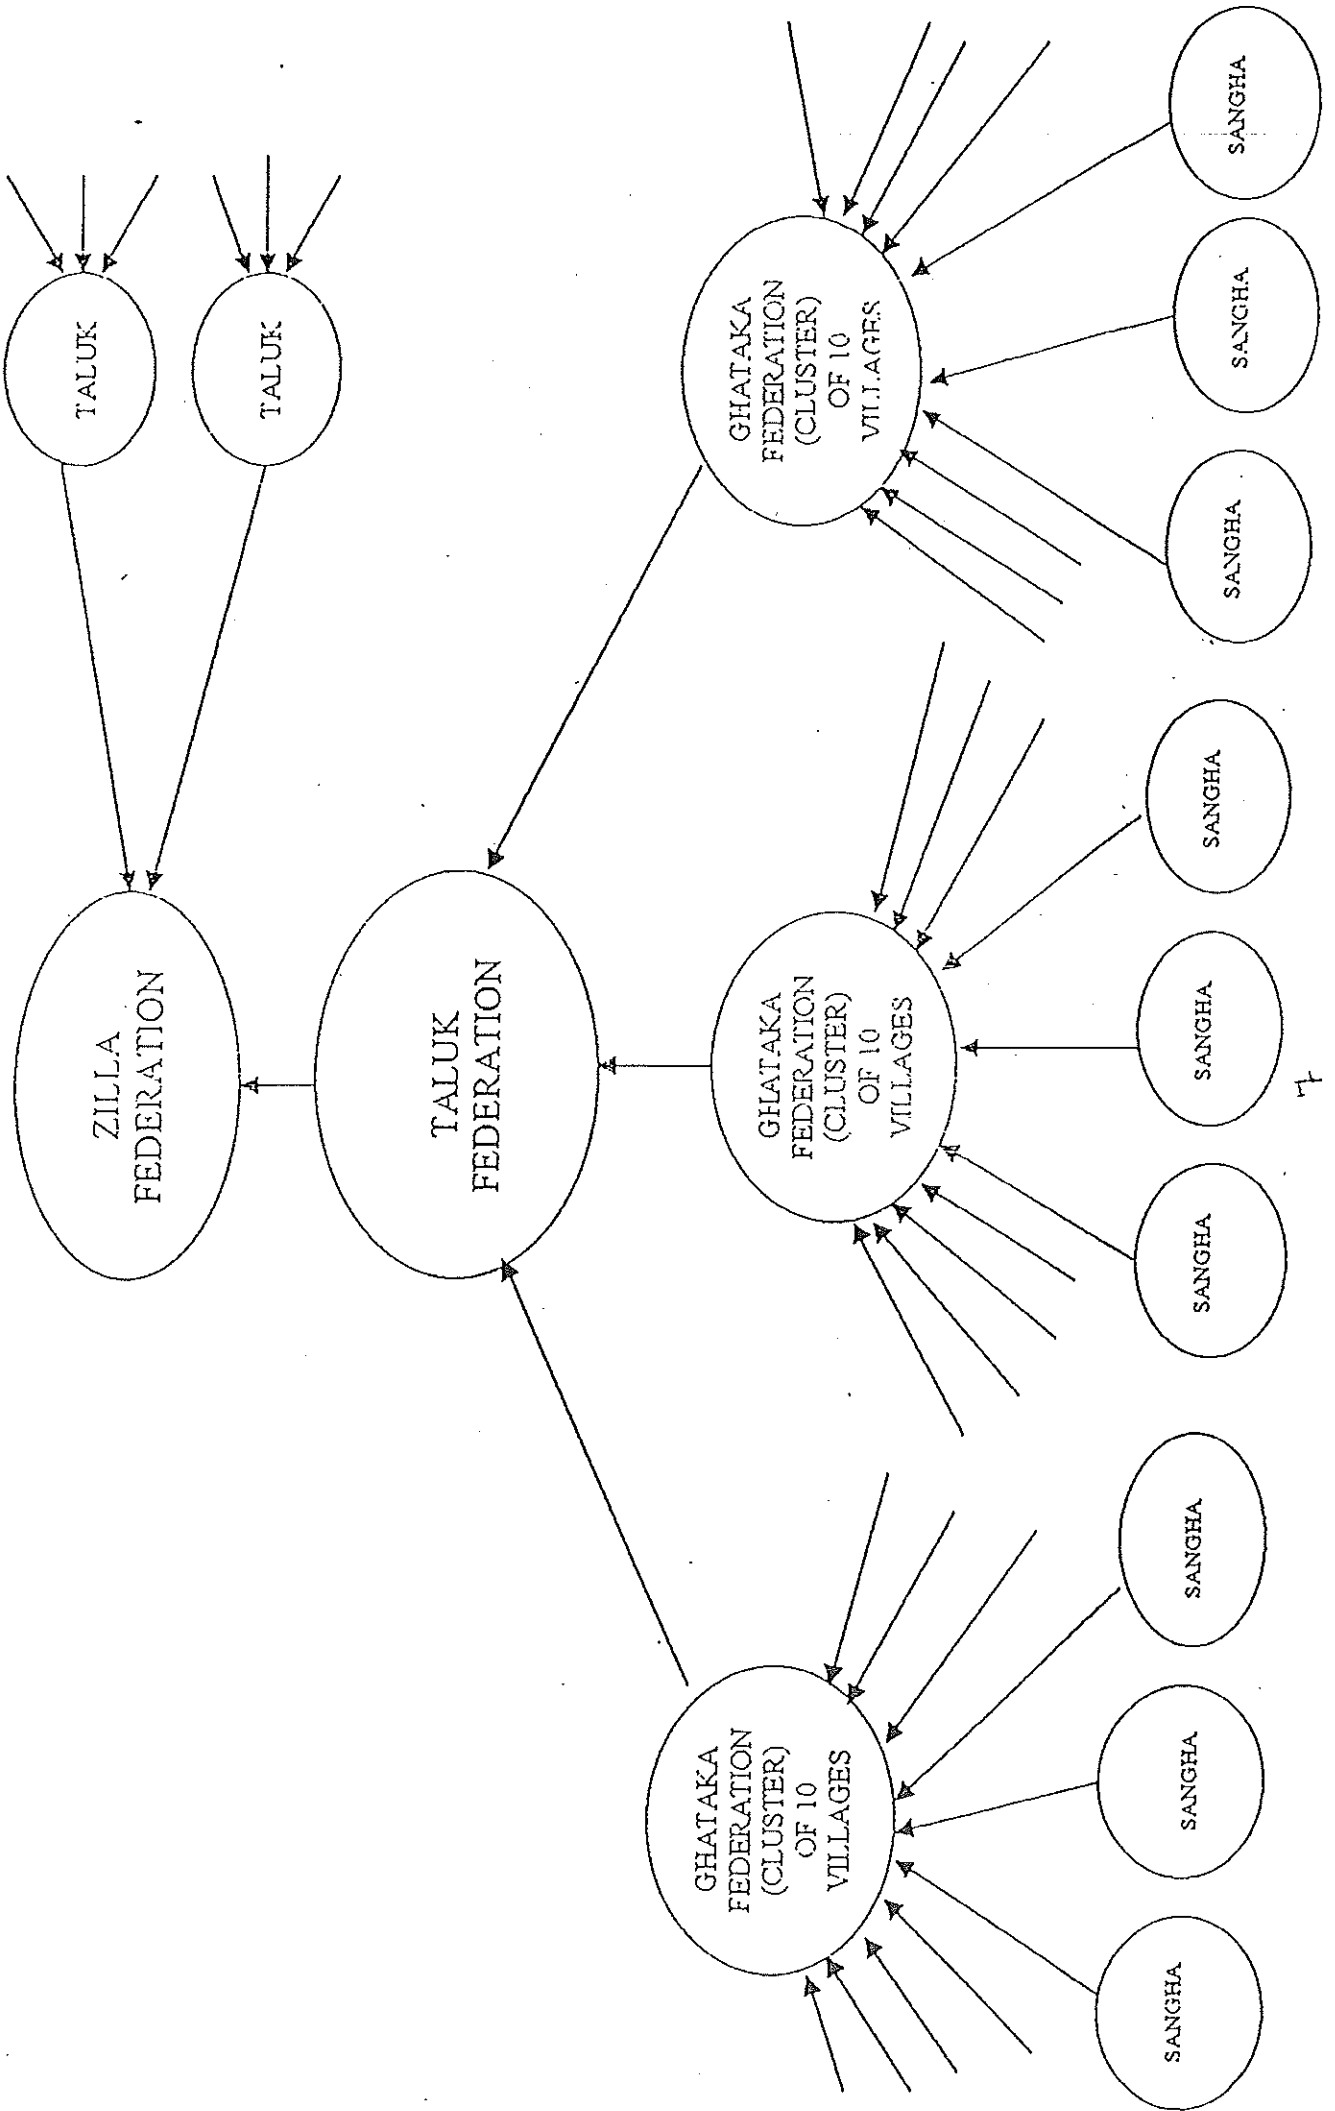 ZILLA
FEDERATION
TALUK
TALUK
TALUK
FEDERATION
GHATAKA
FEDERATION
(CLUSTER)
OF 10
VILLAGES
GHATAKA
FEDERATION
(CLUSTER)
OF 10
VILLAGES
GHATAKA
FEDERATION
(CLUSTER)
OF 10
VILLAGES
SANGHA
SANGHA
SANGHA
SANGHA
SANGHA
SANGHA
SANGHA
SANGHA
SANGHA
7